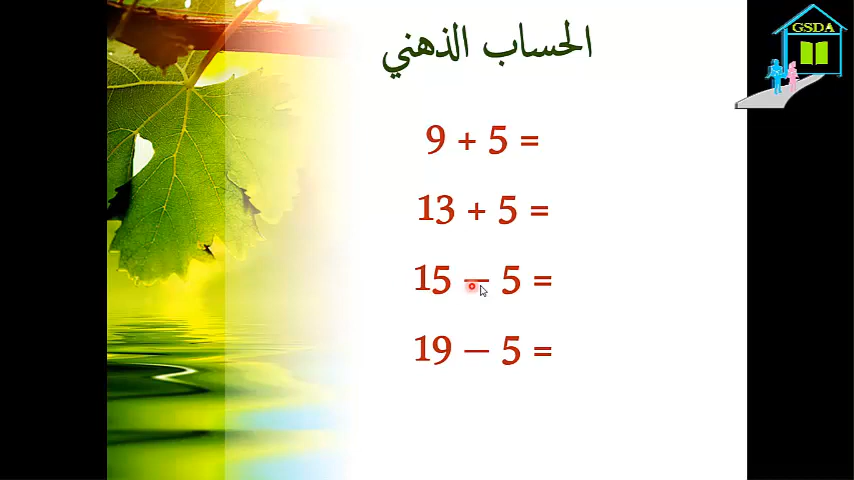 الحساب الذهني
GSDA
9 + 5 =
13 + 5 =
15 − 5 =
19 − 5 =